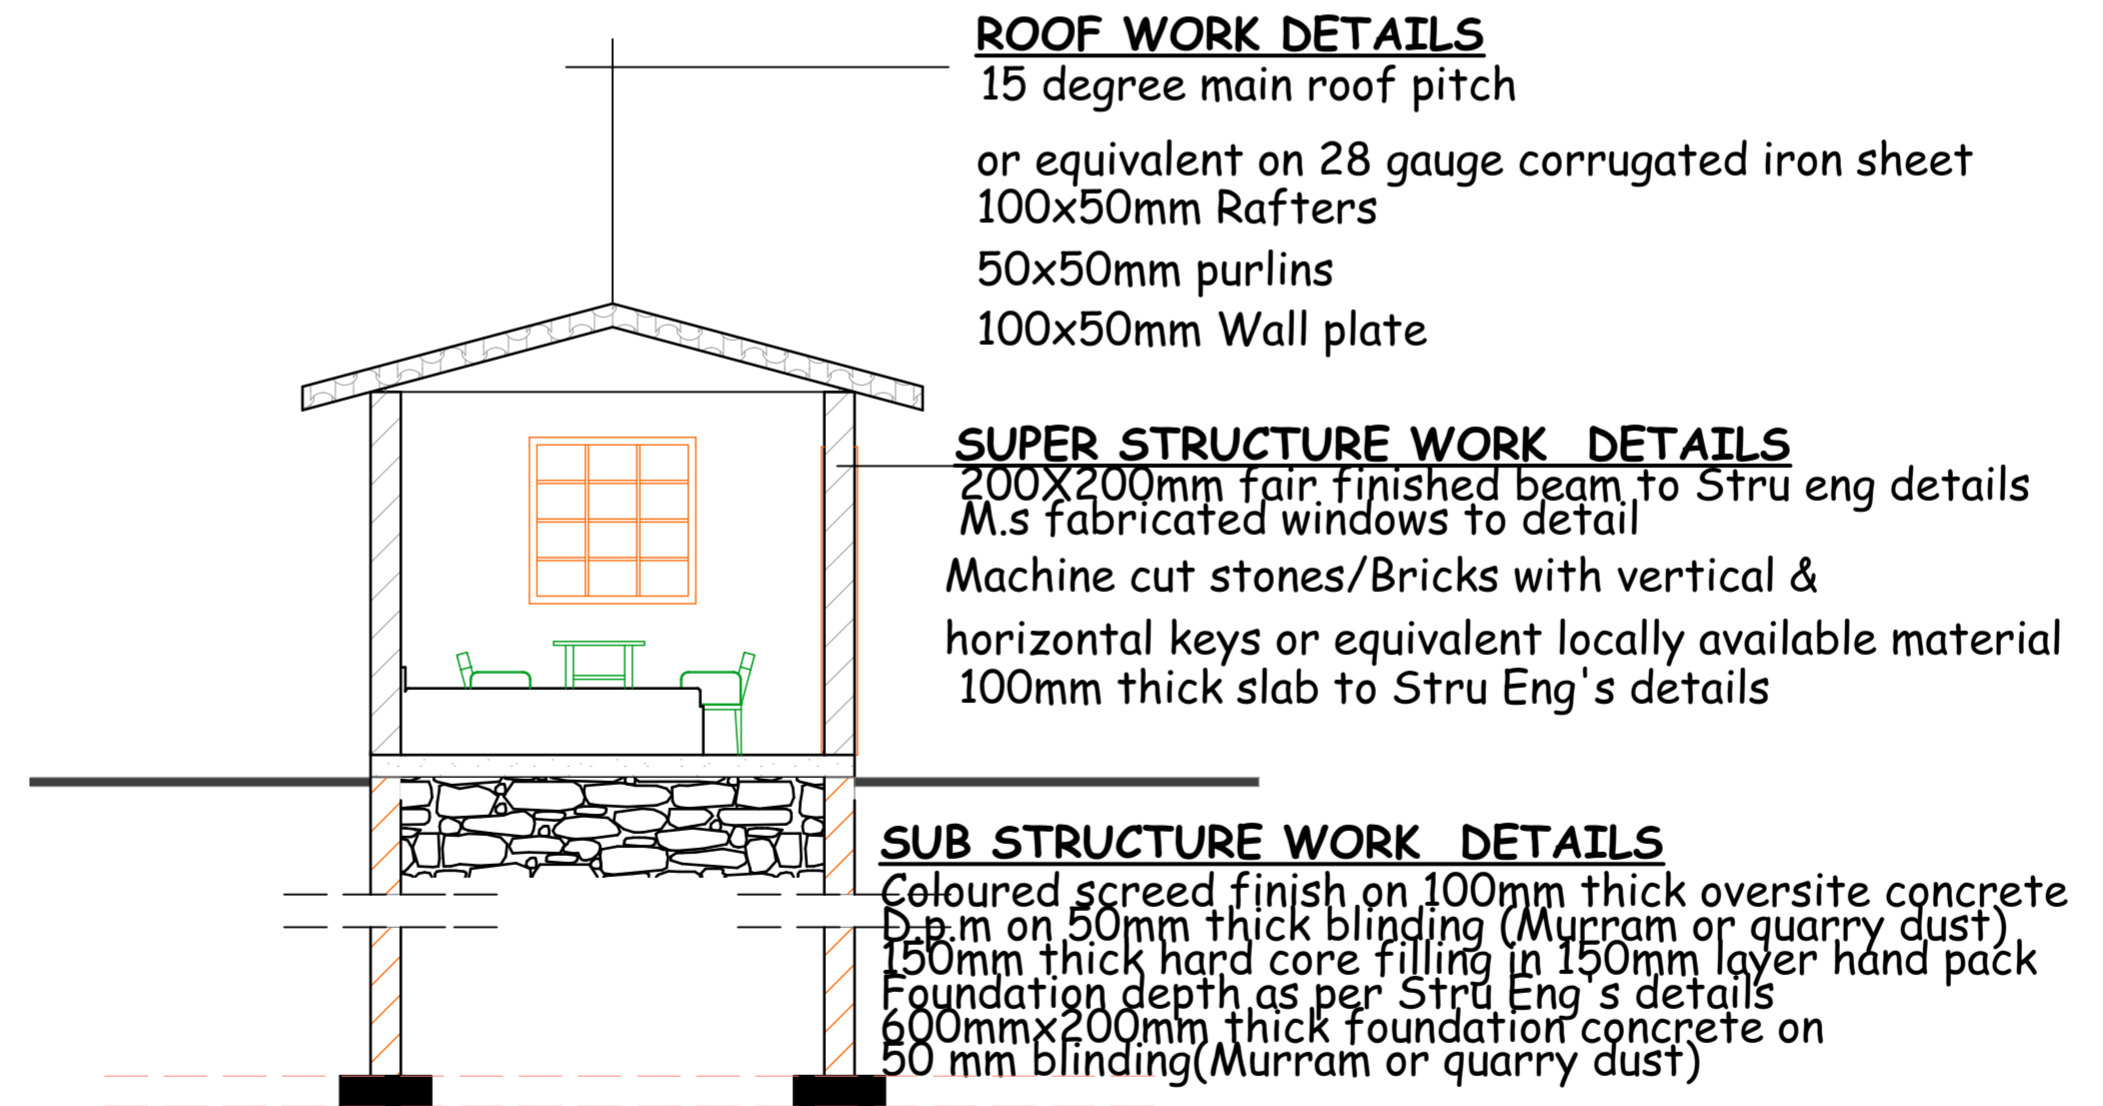 ROOF WORK DETAILS
15 degree main roof pitch
or equivalent on 28 gauge corrugated iron sheet
100x50mm Rafters
50x50mm purlins
100x50mm Wall plate
SUPER STRUCTURE WORK DETAILS
200X200mm fair finished beam to Stru eng details
M.s fabricated windows to detail
Machine cut stones/Bricks with vertical &
horizontal keys or equivalent locally available material
100mm thick slab to Stru Eng's details
SUB STRUCTURE WORK DETAILS
Coloured screed finish on 100mm thick oversite concrete
D.p.m on 50mm thick blinding (Murram or quarry dust)
150mm thick hard core filling in 150mm layer hand pack
Foundation depth as per Stru Eng's details
600mmx200mm thick foundation concrete on
50 mm blinding(Murram or quarry dust)